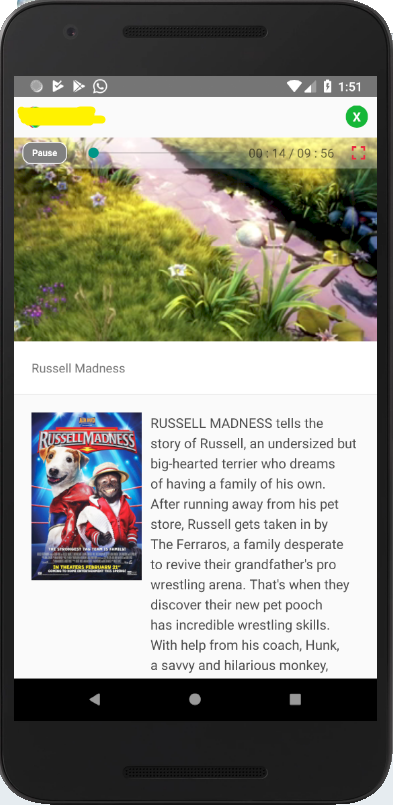 1:51
X
Pause
00 : 14 / 09 : 56
Russell Madness
RUSSELL MADNESS
THE STRONGEST TAG TEAM IS FAMILY!
IN THEATERS FEBRUARY 21
RUSSELL MADNESS tells the
story of Russell, an undersized but
big-hearted terrier who dreams
of having a family of his own.
After running away from his pet
store, Russell gets taken in by
The Ferraros, a family desperate
to revive their grandfather's pro
wrestling arena. That's when they
discover their new pet pooch
has incredible wrestling skills.
With help from his coach, Hunk,
a savvy and hilarious monkey,